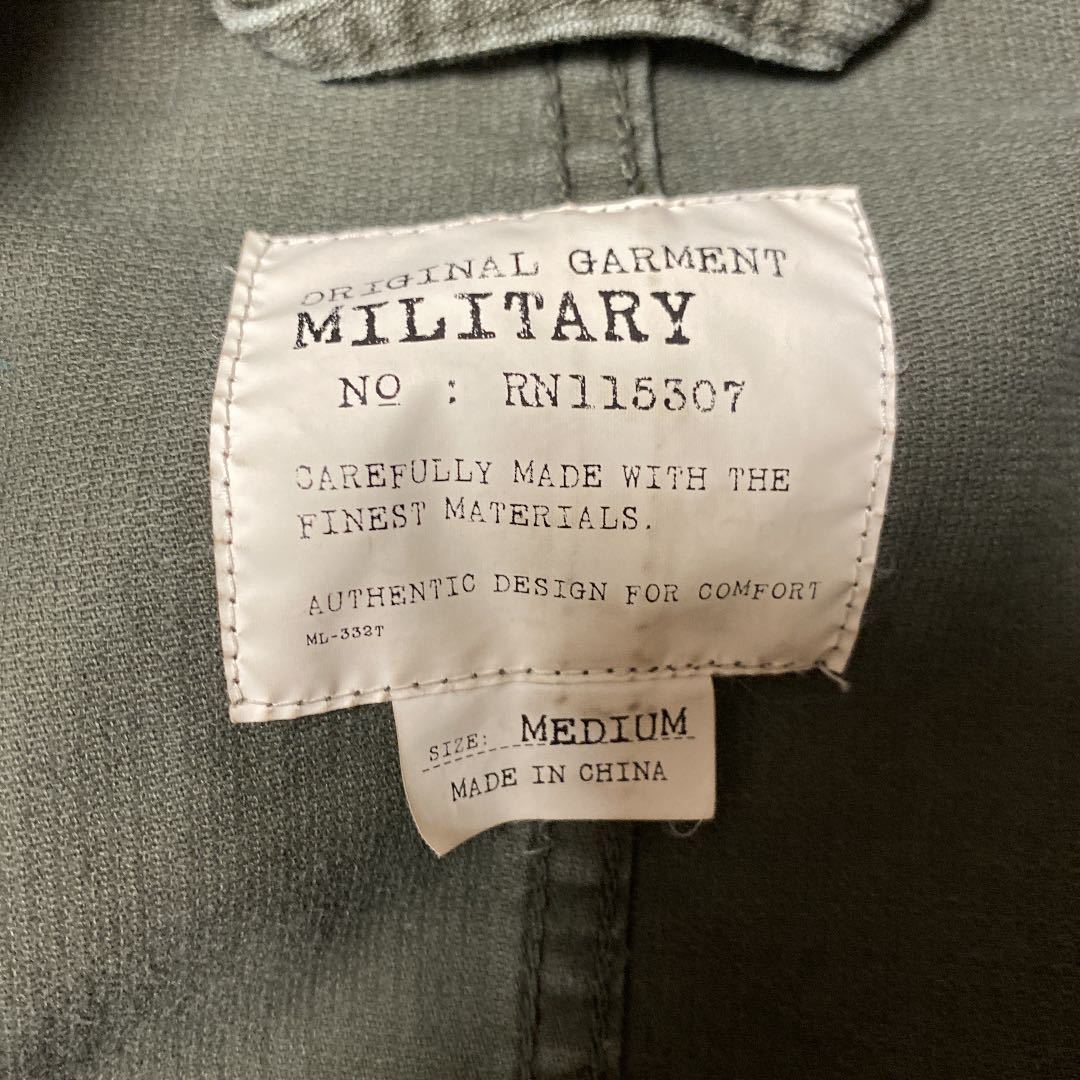 ORIGINAL GARMENT
MILITARY
Nº : RN115307
CAREFULLY MADE WITH THE
FINEST MATERIALS.
AUTHENTIC DESIGN FOR COMFORT
ML-332T
SIZE: MEDIUM
MADE IN CHINA